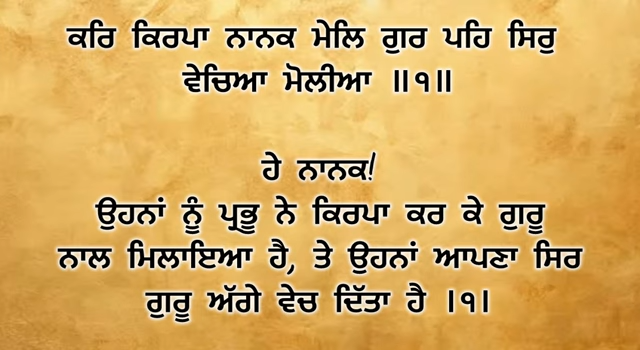 ਕਰਿ ਕਿਰਪਾ ਨਾਨਕ ਮੇਲਿ ਗੁਰ ਪਹਿ ਸਿਰੁ
ਵੇਚਿਆ ਮੋਲੀਆ ॥੧॥
ਹੇ ਨਾਨਕ!
ਉਹਨਾਂ ਨੂੰ ਪ੍ਰਭੂ ਨੇ ਕਿਰਪਾ ਕਰ ਕੇ ਗੁਰੂ
ਨਾਲ ਮਿਲਾਇਆ ਹੈ, ਤੇ ਉਹਨਾਂ ਆਪਣਾ ਸਿਰ
ਗੁਰੂ ਅੱਗੇ ਵੇਚ ਦਿੱਤਾ ਹੈ ।੧।